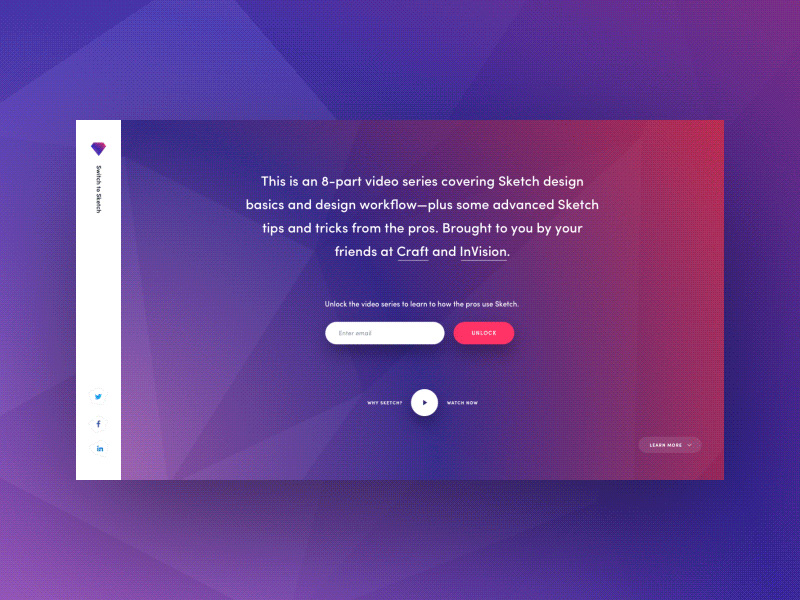 Switch to Sketch
This is an 8-part video series covering Sketch design
basics and design workflow—plus some advanced Sketch
tips and tricks from the pros. Brought to you by your
friends at Craft and InVision.
Unlock the video series to learn to how the pros use Sketch.
Enter email
UNLOCK
WHY SKETCH?
WATCH NOW
LEARN MORE